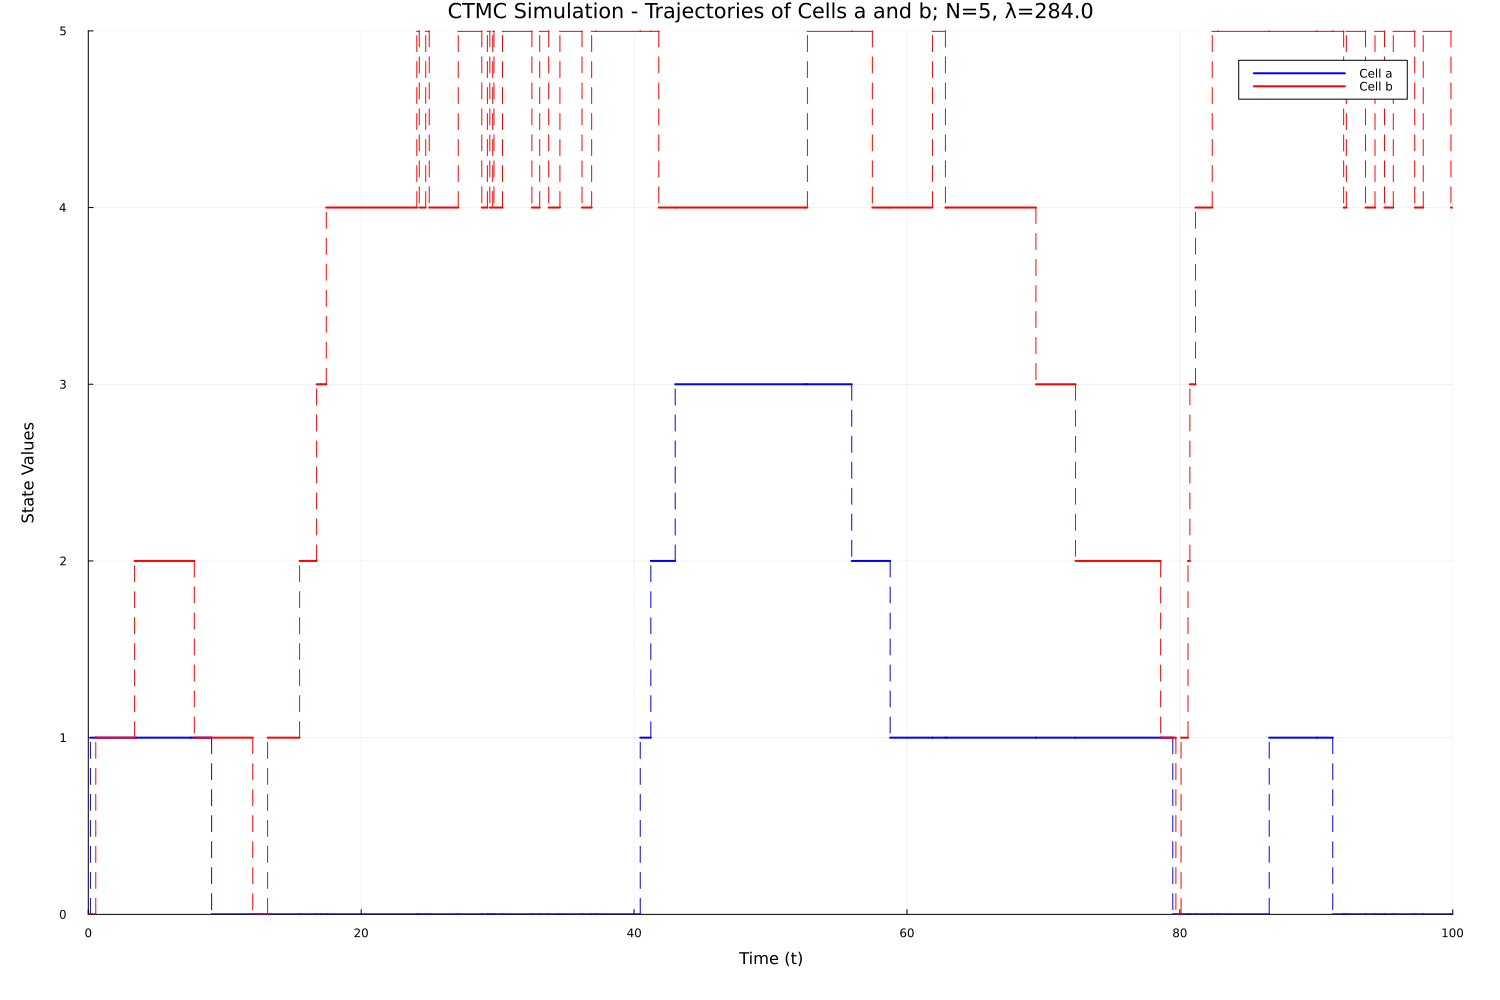 CTMC Simulation - Trajectories of Cells a and b; N=5, λ=284.0
5
Cell a
Cell b
4
3
State Values
2
1
0
0 20 40 60 80 100
Time (t)